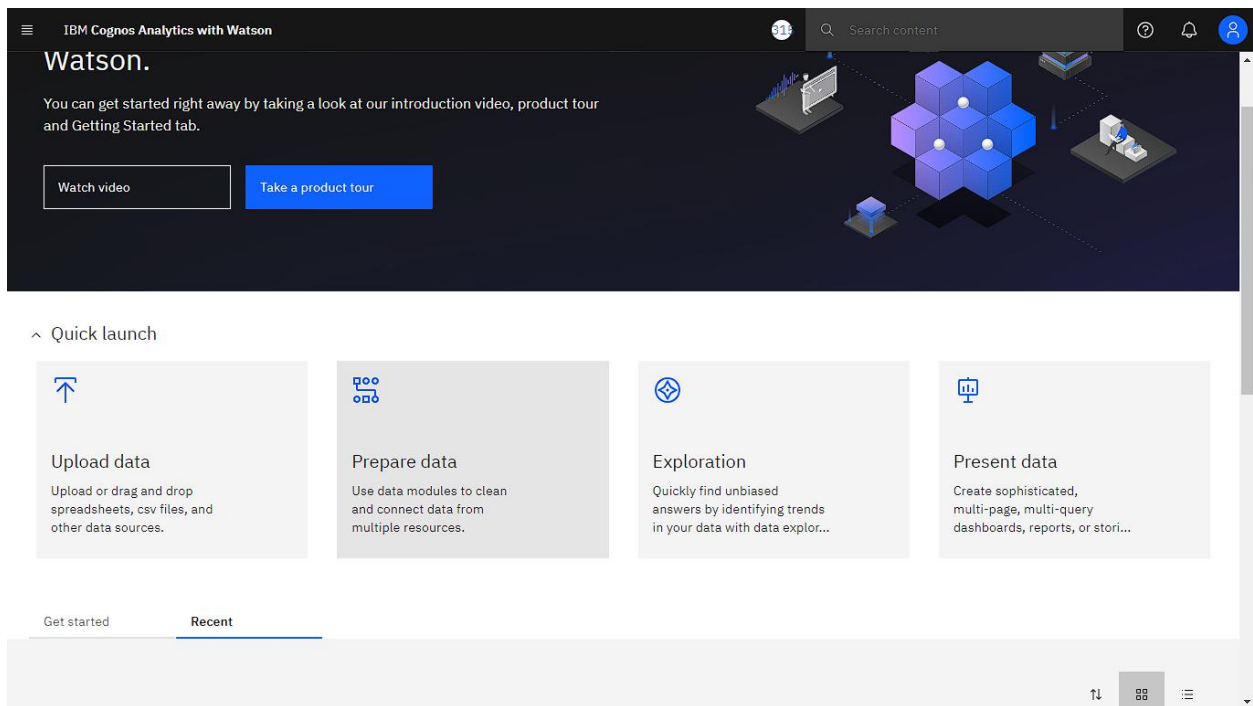 IBM Cognos Analytics with Watson
315
Search content
Watson.
You can get started right away by taking a look at our introduction video, product tour
and Getting Started tab.
Watch video
Take a product tour
Quick launch
Upload data
Upload or drag and drop
spreadsheets, csv files, and
other data sources.
Prepare data
Use data modules to clean
and connect data from
multiple resources.
Exploration
Quickly find unbiased
answers by identifying trends
in your data with data explor...
Present data
Create sophisticated,
multi-page, multi-query
dashboards, reports, or stori...
Get started
Recent